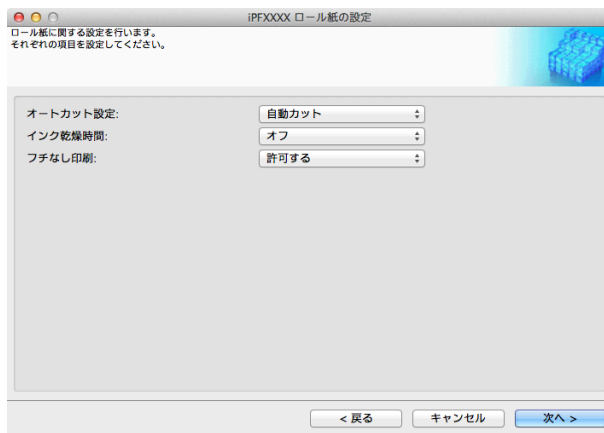 iPFXXXX ロール紙の設定
ロール紙に関する設定を行います。
それぞれの項目を設定してください。
オートカット設定: 自動カット
インク乾燥時間: オフ
フチなし印刷: 許可する
< 戻る キャンセル 次へ >